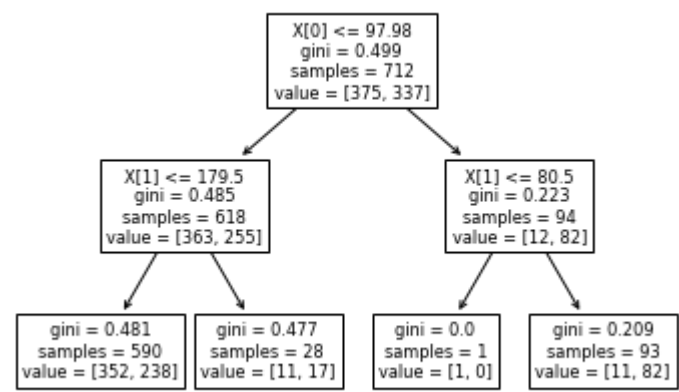 X[0] <= 97.98
gini = 0.499
samples = 712
value = [375, 337]
X[1] <= 179.5
gini = 0.485
samples = 618
value = [363, 255]
X[1] <= 80.5
gini = 0.223
samples = 94
value = [12, 82]
gini = 0.481
samples = 590
value = [352, 238]
gini = 0.477
samples = 28
value = [11, 17]
gini = 0.0
samples = 1
value = [1, 0]
gini = 0.209
samples = 93
value = [11, 82]